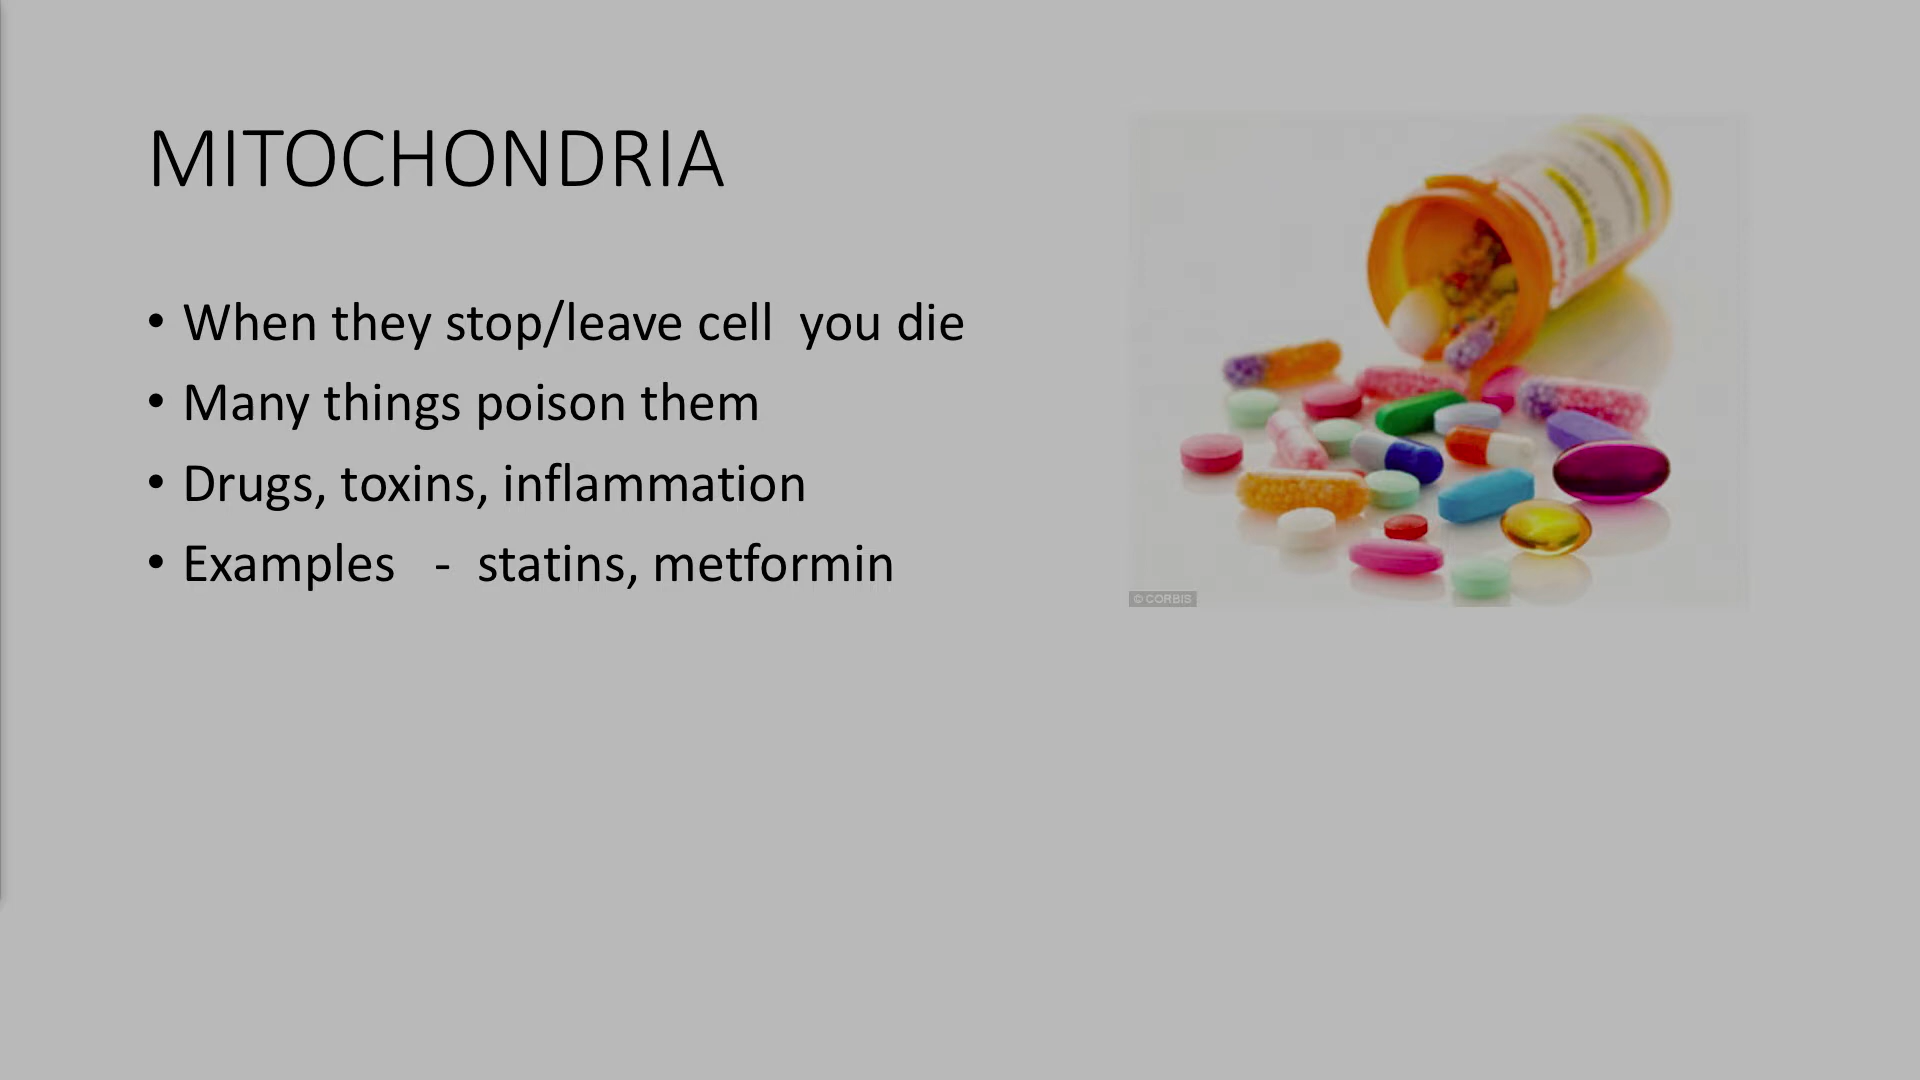 MITOCHONDRIA
• When they stop/leave cell  you die
• Many things poison them
• Drugs, toxins, inflammation
• Examples   -  statins, metformin
© CORBIS